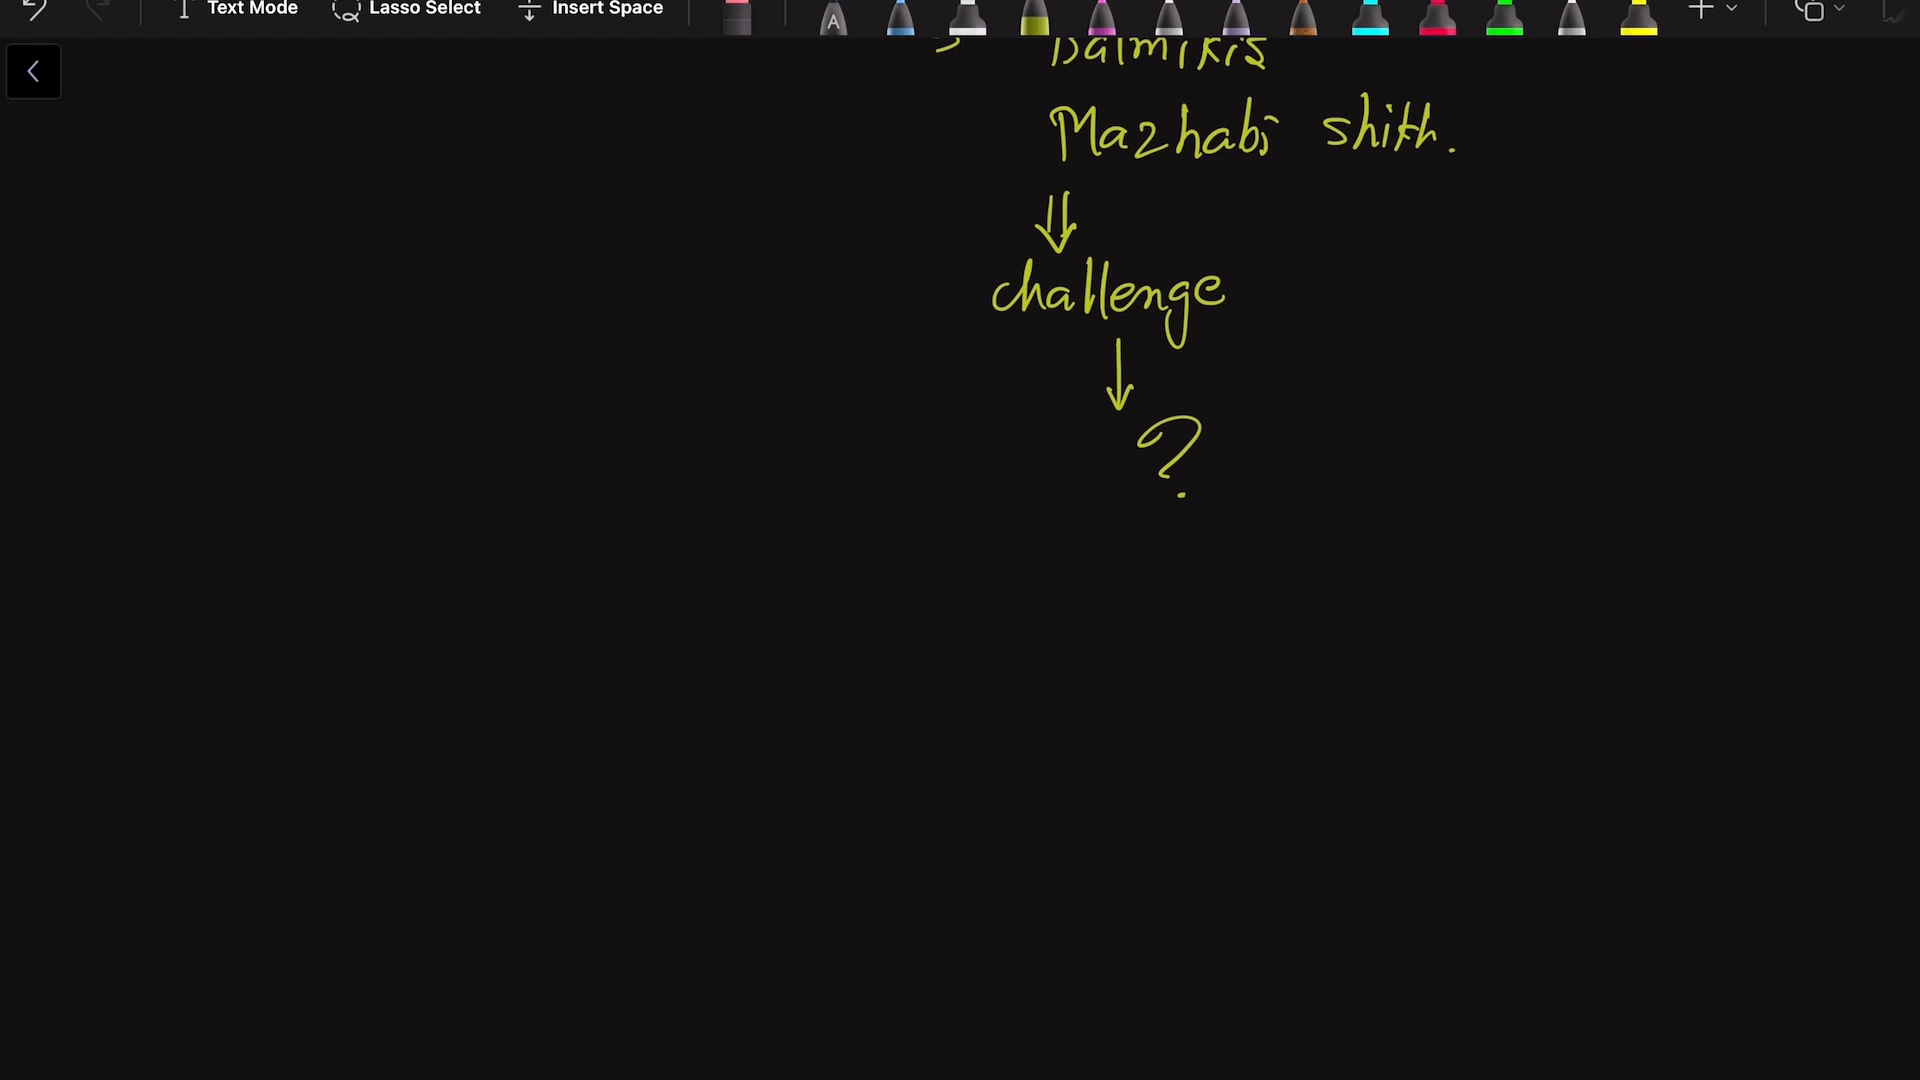 Text Mode Lasso Select Insert Space
A
Balmikis
Mazhabi shikh.
challenge
?